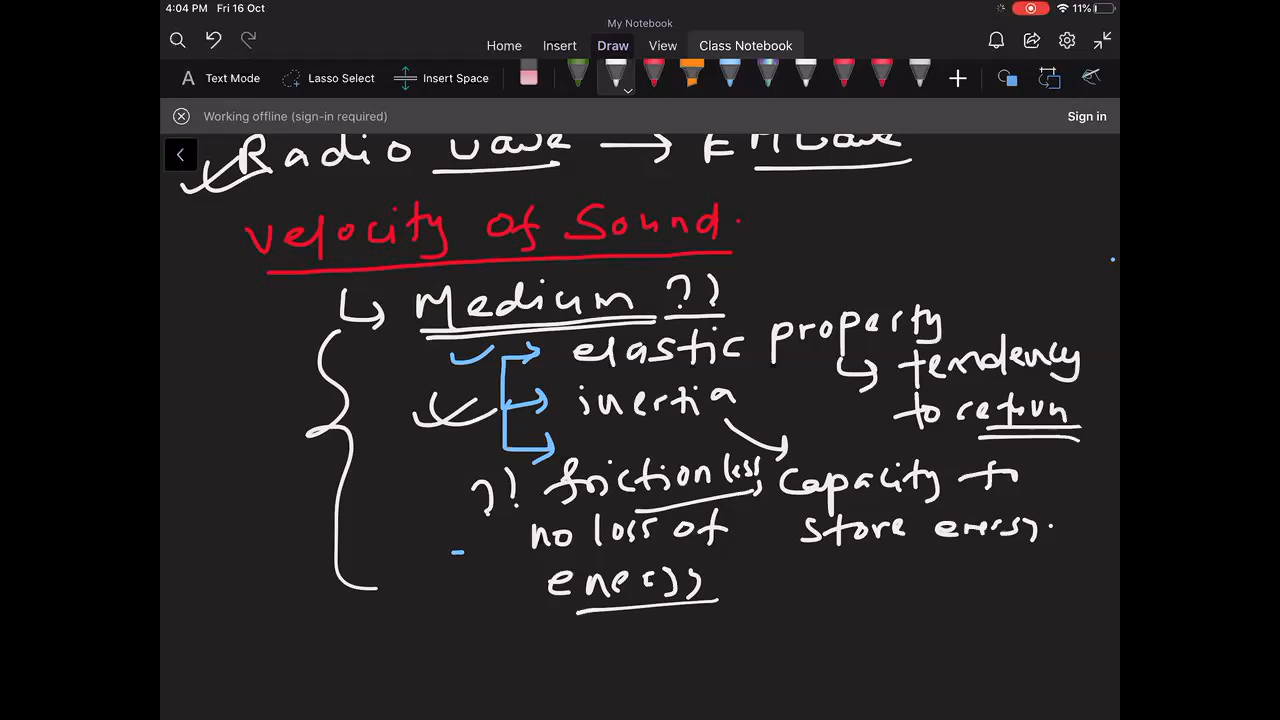 4:04 PM Fri 16 Oct
11%
My Notebook
Home Insert Draw View Class Notebook
Text Mode Lasso Select Insert Space
Working offline (sign-in required) Sign in
Radio wave → EM wave
Velocity of Sound.
↳ Medium ??
→ elastic property
↳ tendency
to return
→ inertia
→ ?? frictionless,
no loss of
energy
capacity to
store energy.